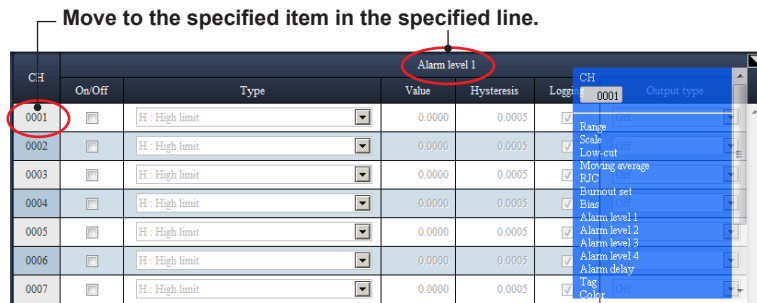 Move to the specified item in the specified line.
CH
Alarm level 1
On/Off Type Value Hysteresis Logging Output type
0001 H : High limit 0.0000 0.0005 Off
0002 H : High limit 0.0000 0.0005
0003 H : High limit 0.0000 0.0005
0004 H : High limit 0.0000 0.0005 Off
0005 H : High limit 0.0000 0.0005
0006 H : High limit 0.0000 0.0005
0007 H : High limit 0.0000 0.0005
CH
0001
Range
Scale
Low-cut
Moving average
RJC
Burnout set
Bias
Alarm level 1
Alarm level 2
Alarm level 3
Alarm level 4
Alarm delay
Tag
Color